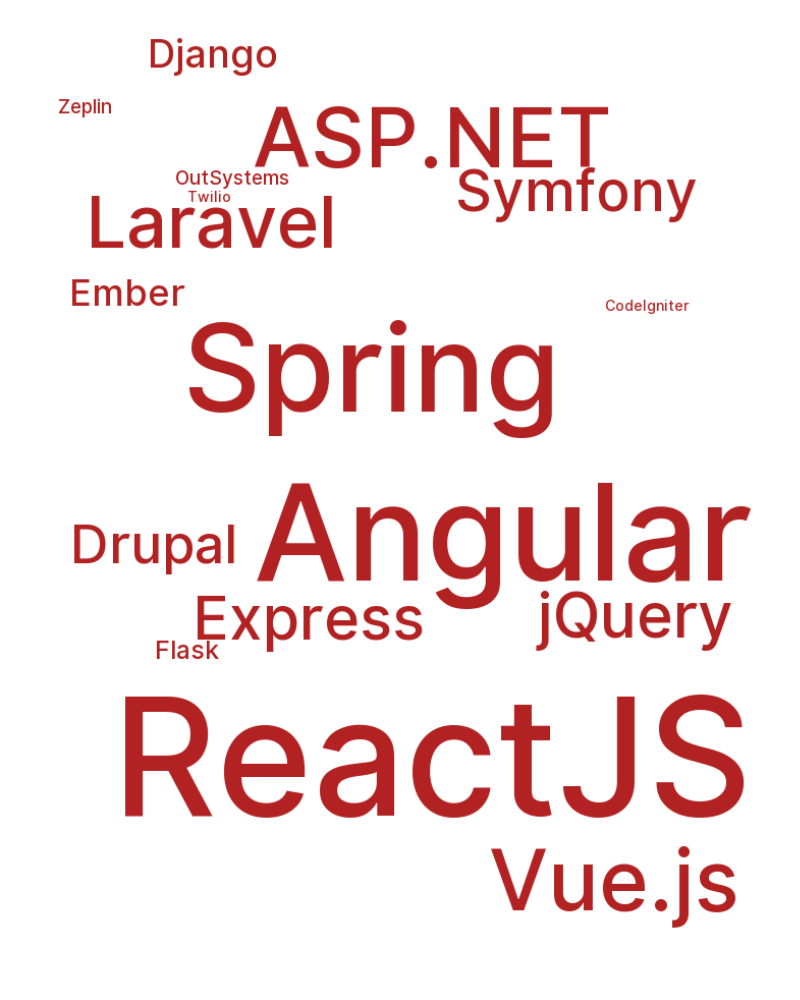 Django
Zeplin
ASP.NET
OutSystems
Symfony
Twilio
Laravel
Ember
CodeIgniter
Spring
Angular
Drupal
Express
jQuery
Flask
ReactJS
Vue.js